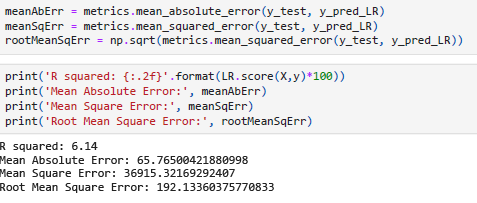 meanAbErr = metrics.mean_absolute_error(y_test, y_pred_LR)
meanSqErr = metrics.mean_squared_error(y_test, y_pred_LR)
rootMeanSqErr = np.sqrt(metrics.mean_squared_error(y_test, y_pred_LR))
print('R squared: {:.2f}'.format(LR.score(X,y)*100))
print('Mean Absolute Error:', meanAbErr)
print('Mean Square Error:', meanSqErr)
print('Root Mean Square Error:', rootMeanSqErr)
R squared: 6.14
Mean Absolute Error: 65.76500421880998
Mean Square Error: 36915.32169292407
Root Mean Square Error: 192.13360375770833